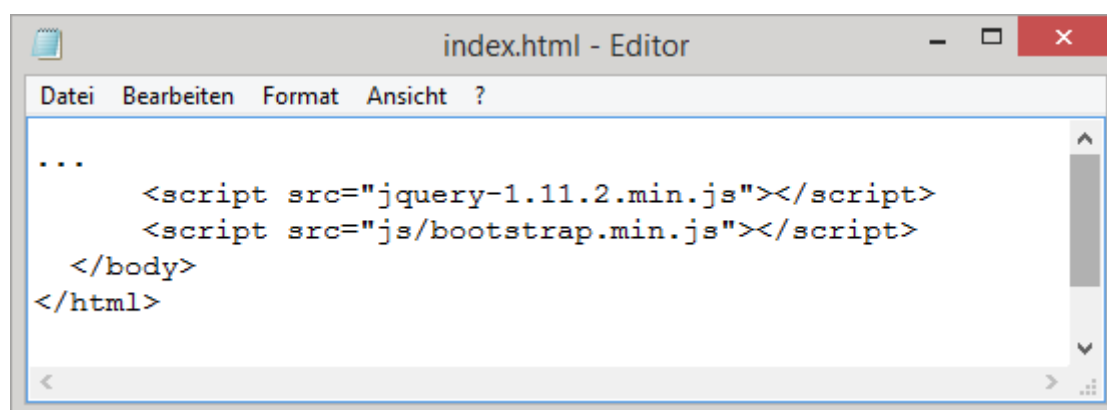 index.html - Editor
Datei Bearbeiten Format Ansicht ?
...
<script src="jquery-1.11.2.min.js"></script>
<script src="js/bootstrap.min.js"></script>
</body>
</html>